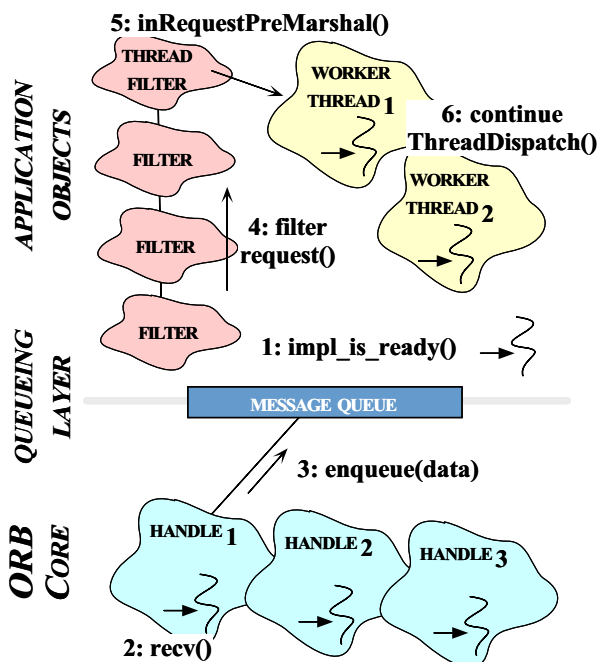 5: inRequestPreMarshal()
THREAD
FILTER
WORKER
THREAD 1
6: continue
ThreadDispatch()
FILTER
WORKER
THREAD 2
APPLICATION
OBJECTS
4: filter
request()
FILTER
FILTER
1: impl_is_ready()
QUEUEING
LAYER
MESSAGE QUEUE
3: enqueue(data)
ORB
CORE
HANDLE 1
HANDLE 2
HANDLE 3
2: recv()